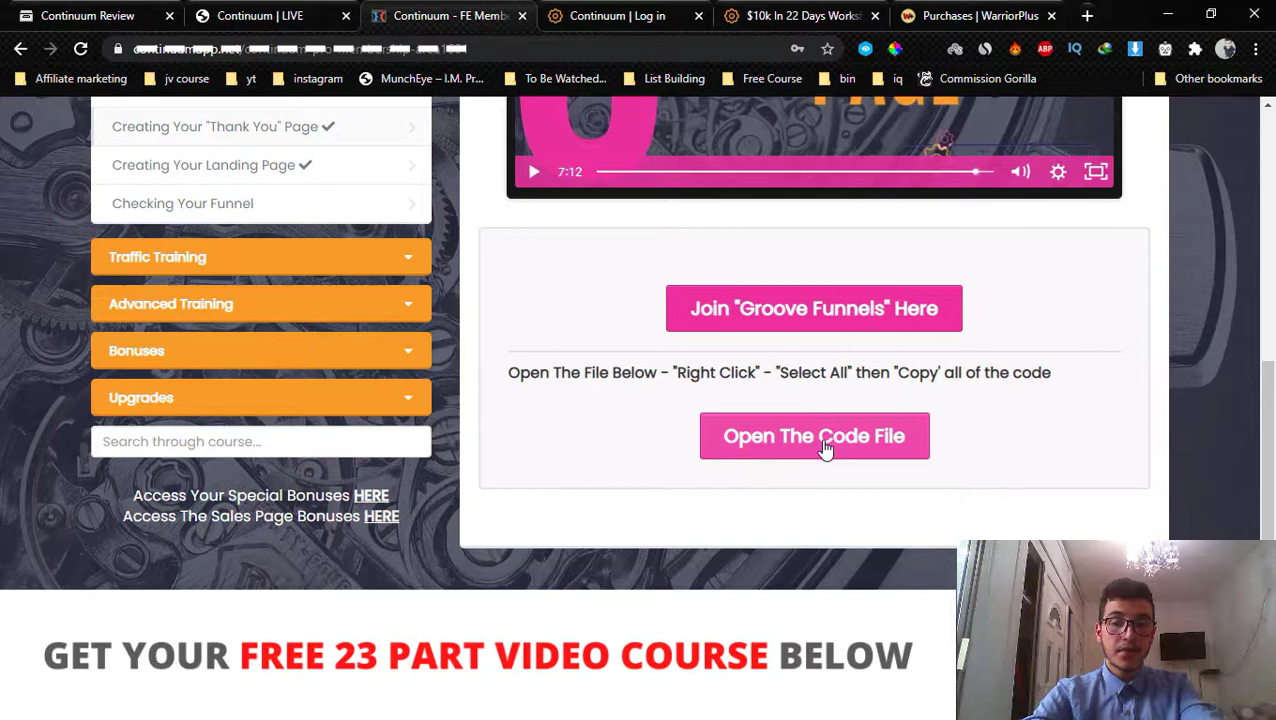 Continuum Review
Continuum | LIVE
Continuum - FE Memb
Continuum | Log in
$10k In 22 Days Works
Purchases | WarriorPlus
Affiliate marketing
jv course
yt
instagram
MunchEye – I.M. Pr...
To Be Watched...
List Building
Free Course
bin
iq
Commission Gorilla
Other bookmarks
ABP
IQ
PAGE
Creating Your "Thank You" Page
Creating Your Landing Page
Checking Your Funnel
7:12
Traffic Training
Advanced Training
Bonuses
Upgrades
Search through course...
Access Your Special Bonuses HERE
Access The Sales Page Bonuses HERE
Join "Groove Funnels" Here
Open The File Below - "Right Click" - "Select All" then "Copy' all of the code
Open The Code File
GET YOUR FREE 23 PART VIDEO COURSE BELOW